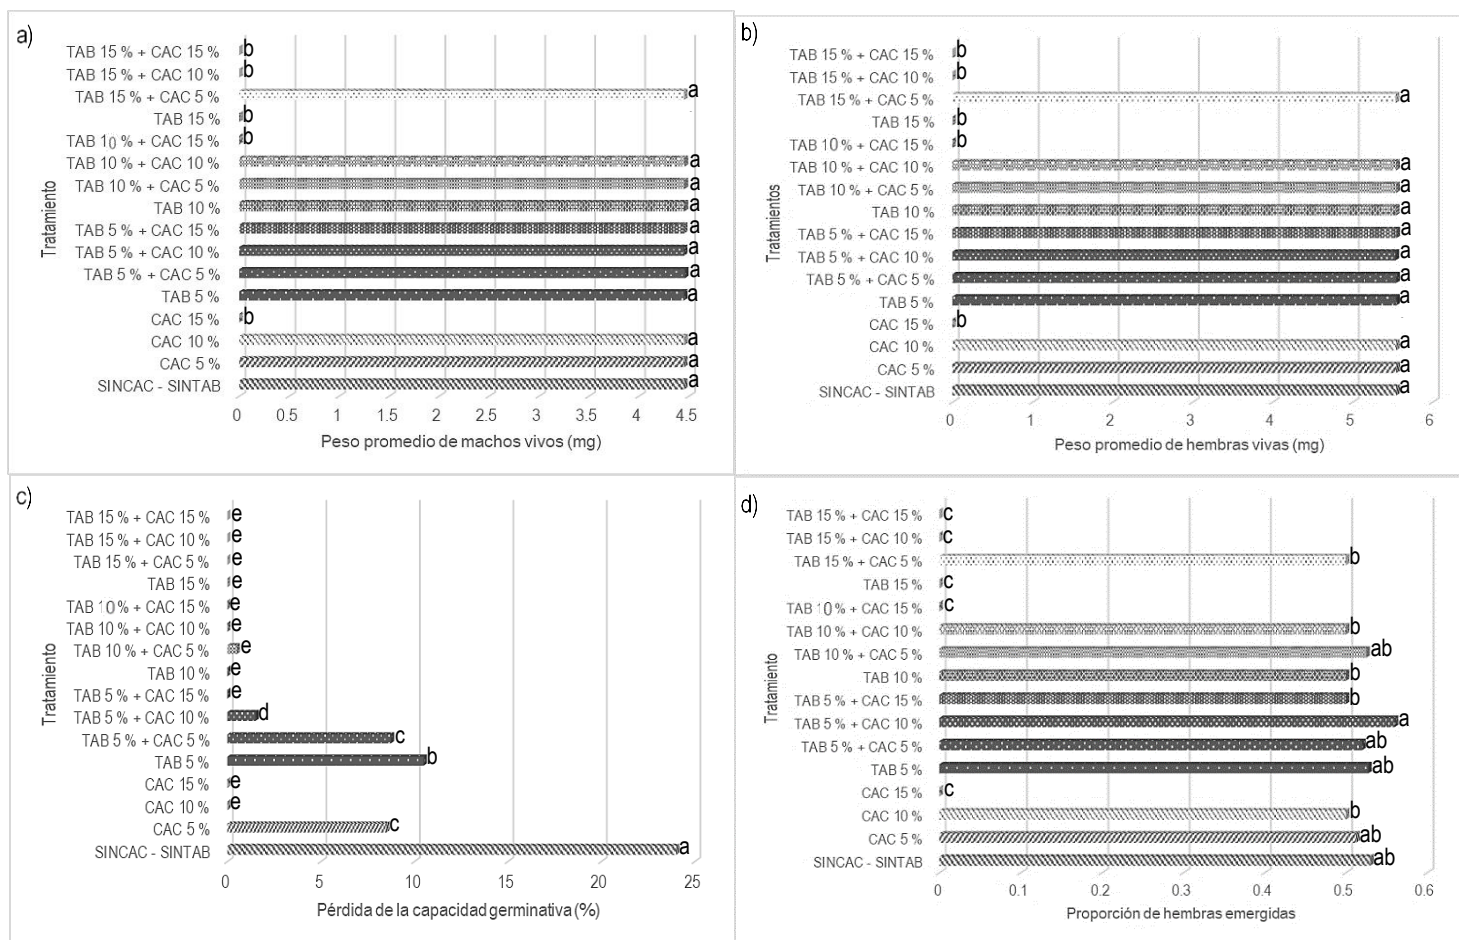 a)
TAB 15 % + CAC 15 % b
TAB 15 % + CAC 10 % b
TAB 15 % + CAC 5 % a
TAB 15 % b
TAB 10 % + CAC 15 % b
TAB 10 % + CAC 10 % a
TAB 10 % + CAC 5 % a
TAB 10 % a
TAB 5 % + CAC 15 % a
TAB 5 % + CAC 10 % a
TAB 5 % + CAC 5 % a
TAB 5 % a
CAC 15 % b
CAC 10 % a
CAC 5 % a
SINCAC - SINTAB a
Tratamiento
0 0.5 1 1.5 2 2.5 3 3.5 4 4.5
Peso promedio de machos vivos (mg)
b)
TAB 15 % + CAC 15 % b
TAB 15 % + CAC 10 % b
TAB 15 % + CAC 5 % a
TAB 15 % b
TAB 10 % + CAC 15 % b
TAB 10 % + CAC 10 % a
TAB 10 % + CAC 5 % a
TAB 10 % a
TAB 5 % + CAC 15 % a
TAB 5 % + CAC 10 % a
TAB 5 % + CAC 5 % a
TAB 5 % a
CAC 15 % b
CAC 10 % a
CAC 5 % a
SINCAC - SINTAB a
Tratamientos
0 1 2 3 4 5 6
Peso promedio de hembras vivas (mg)
c)
TAB 15 % + CAC 15 % e
TAB 15 % + CAC 10 % e
TAB 15 % + CAC 5 % e
TAB 15 % e
TAB 10 % + CAC 15 % e
TAB 10 % + CAC 10 % e
TAB 10 % + CAC 5 % e
TAB 10 % e
TAB 5 % + CAC 15 % e
TAB 5 % + CAC 10 % d
TAB 5 % + CAC 5 % c
TAB 5 % b
CAC 15 % e
CAC 10 % e
CAC 5 % c
SINCAC - SINTAB a
Tratamiento
0 5 10 15 20 25
Pérdida de la capacidad germinativa (%)
d)
TAB 15 % + CAC 15 % c
TAB 15 % + CAC 10 % c
TAB 15 % + CAC 5 % b
TAB 15 % c
TAB 10 % + CAC 15 % c
TAB 10 % + CAC 10 % b
TAB 10 % + CAC 5 % ab
TAB 10 % b
TAB 5 % + CAC 15 % b
TAB 5 % + CAC 10 % a
TAB 5 % + CAC 5 % ab
TAB 5 % ab
CAC 15 % c
CAC 10 % b
CAC 5 % ab
SINCAC - SINTAB ab
Tratamiento
0 0.1 0.2 0.3 0.4 0.5 0.6
Proporción de hembras emergidas